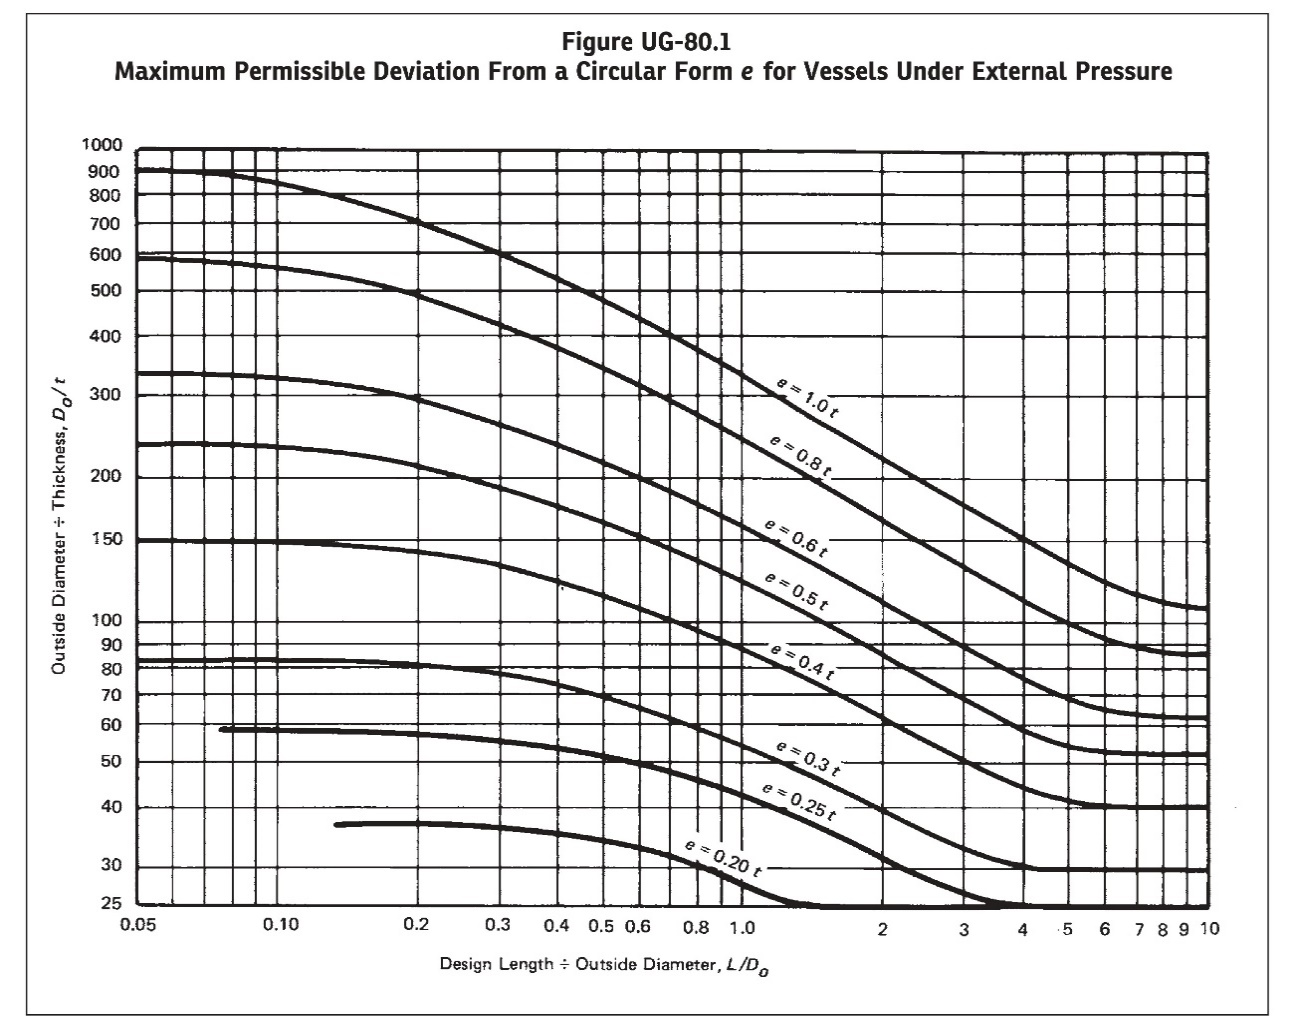 Figure UG-80.1
Maximum Permissible Deviation From a Circular Form e for Vessels Under External Pressure
Outside Diameter ÷ Thickness, Dₒ/t
1000
900
800
700
600
500
400
300
200
150
100
90
80
70
60
50
40
30
25
e = 1.0 t
e = 0.8 t
e = 0.6 t
e = 0.5 t
e = 0.4 t
e = 0.3 t
e = 0.25 t
e = 0.20 t
0.05 0.10 0.2 0.3 0.4 0.5 0.6 0.8 1.0 2 3 4 5 6 7 8 9 10
Design Length ÷ Outside Diameter, L/Dₒ